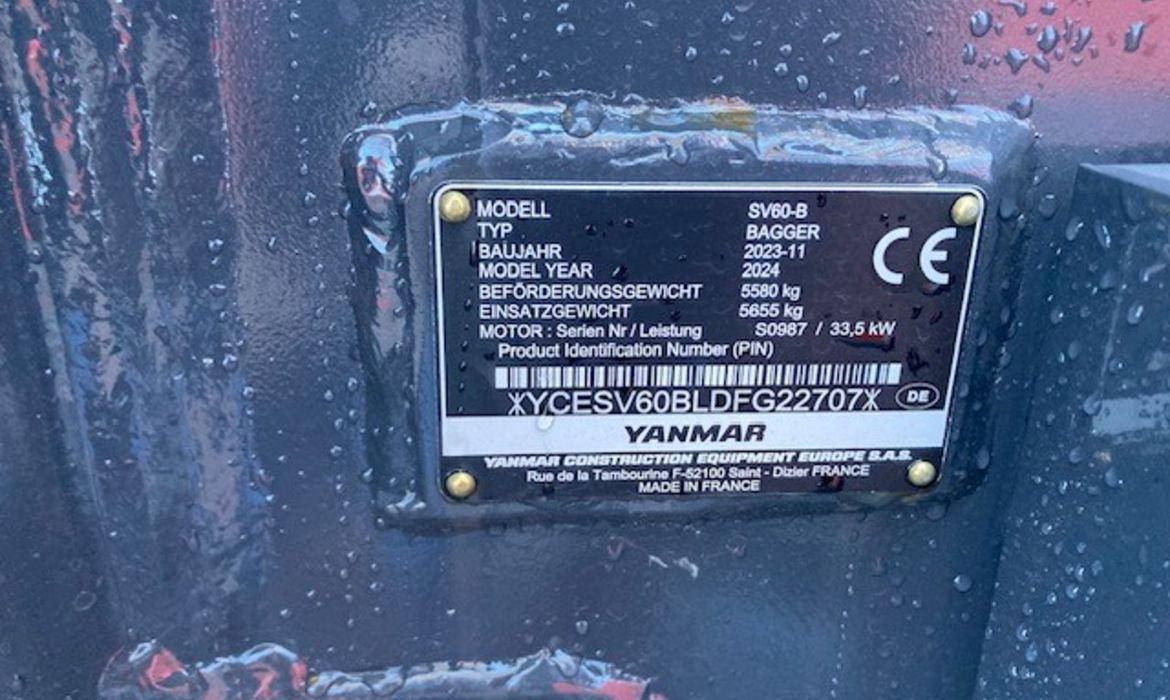 MODELL SV60-B
TYP BAGGER
BAUJAHR 2023-11
MODEL YEAR 2024
BEFÖRDERUNGSGEWICHT 5580 kg
EINSATZGEWICHT 5655 kg
MOTOR : Serien Nr / Leistung S0987 / 33,5 kW
CE
Product Identification Number (PIN)
*YCESV60BLDFG22707* DE
YANMAR
YANMAR CONSTRUCTION EQUIPMENT EUROPE S.A.S.
Rue de la Tambourine F-52100 Saint - Dizier FRANCE
MADE IN FRANCE